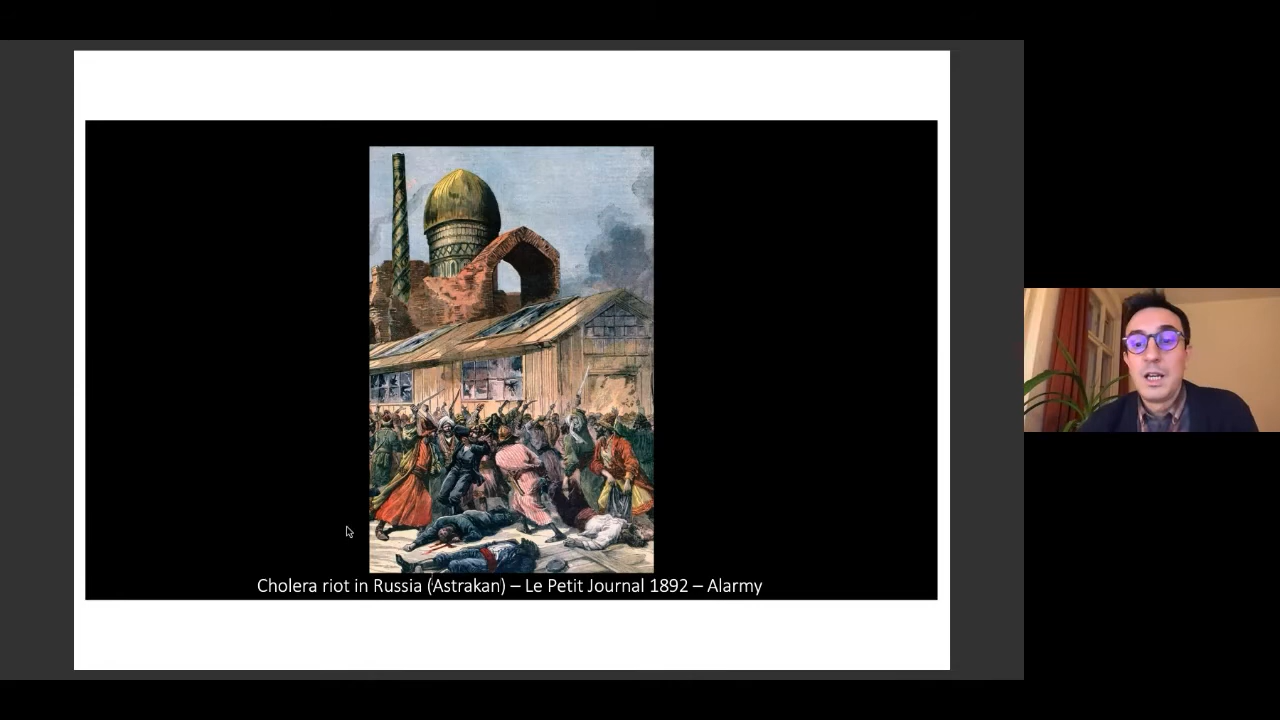 Cholera riot in Russia (Astrakan) – Le Petit Journal 1892 – Alarmy